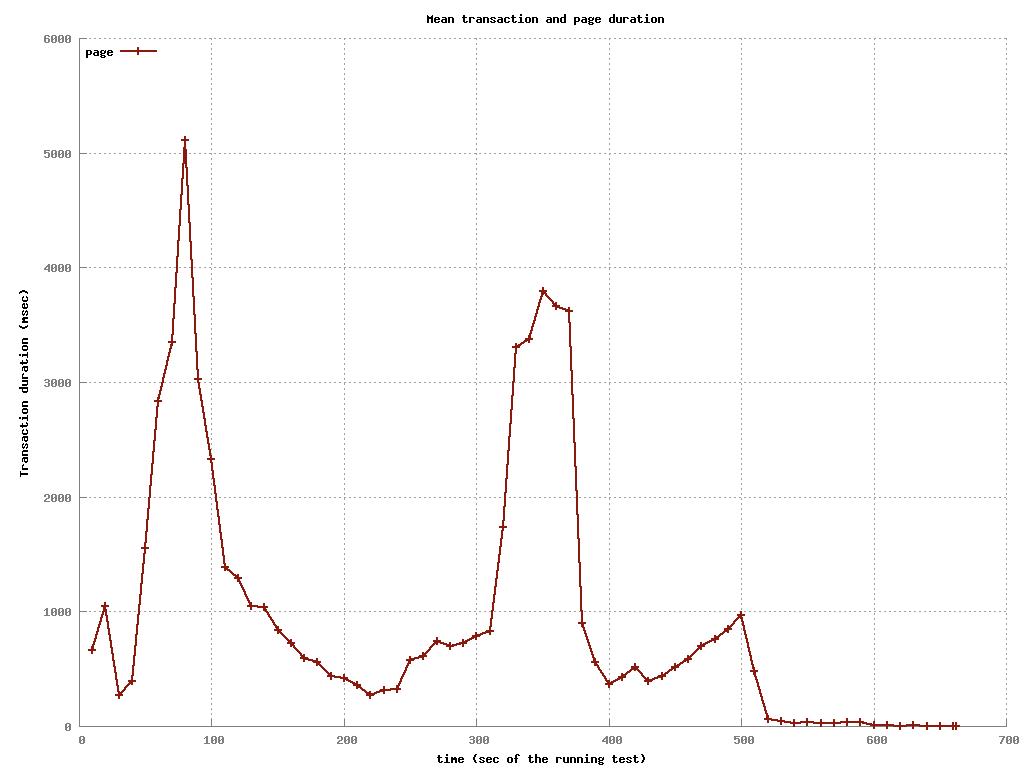 Mean transaction and page duration
6000
page
5000
4000
3000
2000
1000
0
Transaction duration (msec)
0 100 200 300 400 500 600 700
time (sec of the running test)